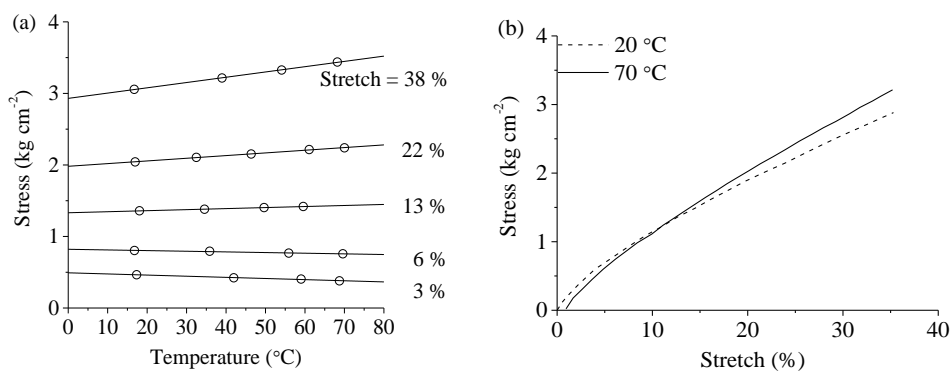 (a)
4
3
2
1
0
Stress (kg cm-2)
Stretch = 38 %
22 %
13 %
6 %
3 %
0 10 20 30 40 50 60 70 80
Temperature (°C)
(b)
20 °C
70 °C
4
3
2
1
0
Stress (kg cm-2)
0 10 20 30 40
Stretch (%)